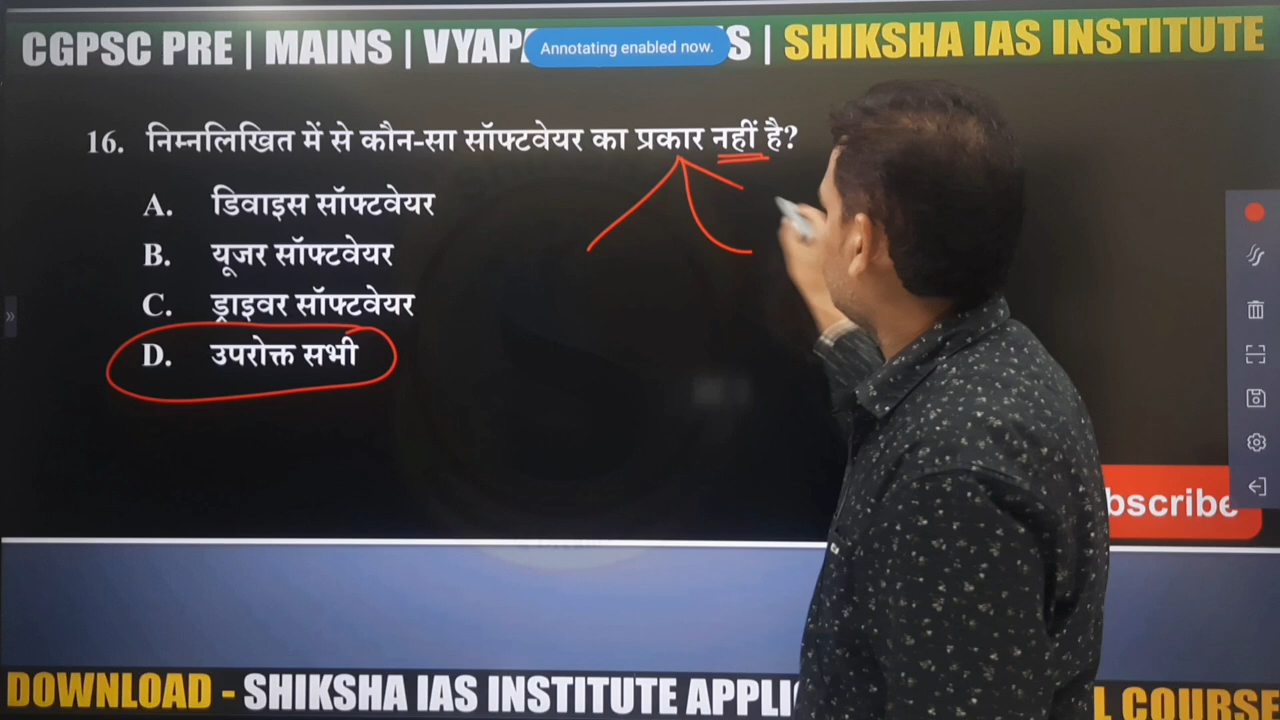 CGPSC PRE | MAINS | VYAP
Annotating enabled now.
S | SHIKSHA IAS INSTITUTE
16. निम्नलिखित में से कौन-सा सॉफ्टवेयर का प्रकार नहीं है?
A. डिवाइस सॉफ्टवेयर
B. यूजर सॉफ्टवेयर
C. ड्राइवर सॉफ्टवेयर
D. उपरोक्त सभी
bscribe
DOWNLOAD - SHIKSHA IAS INSTITUTE APPLI
L COURSE